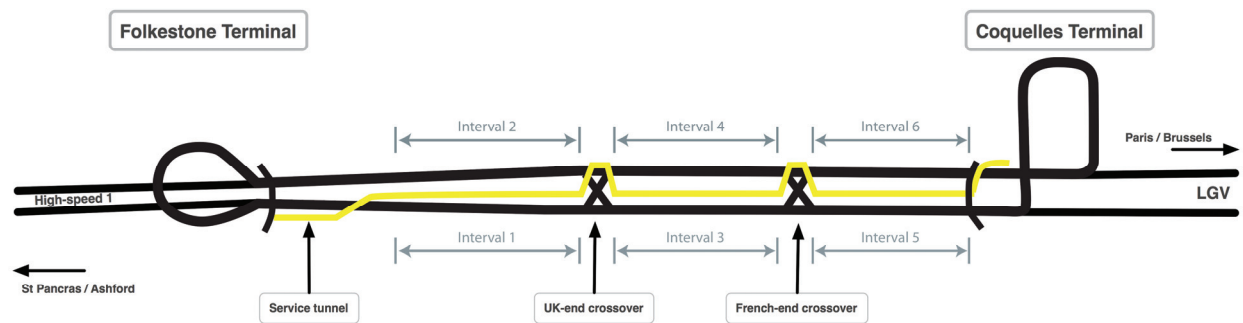 Folkestone Terminal
Coquelles Terminal
Interval 2
Interval 4
Interval 6
Paris / Brussels
High-speed 1
LGV
Interval 1
Interval 3
Interval 5
St Pancras / Ashford
Service tunnel
UK-end crossover
French-end crossover